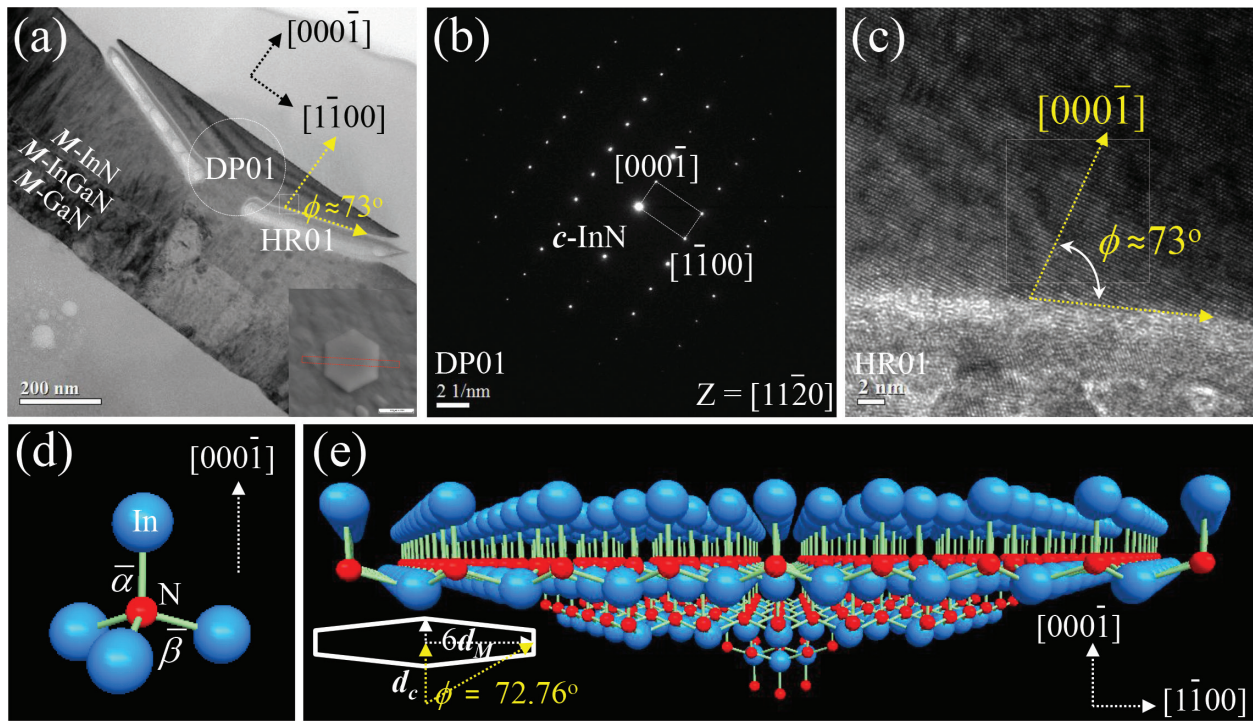 (a)
[0001̄]
[11̄00]
DP01
M-InN
M-InGaN
M-GaN
ϕ≈73°
HR01
200 nm
(b)
[0001̄]
c-InN
[11̄00]
DP01
2 1/nm
Z = [112̄0]
(c)
[0001̄]
ϕ≈73°
HR01
2 nm
(d)
[0001̄]
In
ᾱ
N
β̄
(e)
6d_M
d_c
ϕ = 72.76°
[0001̄]
[11̄00]